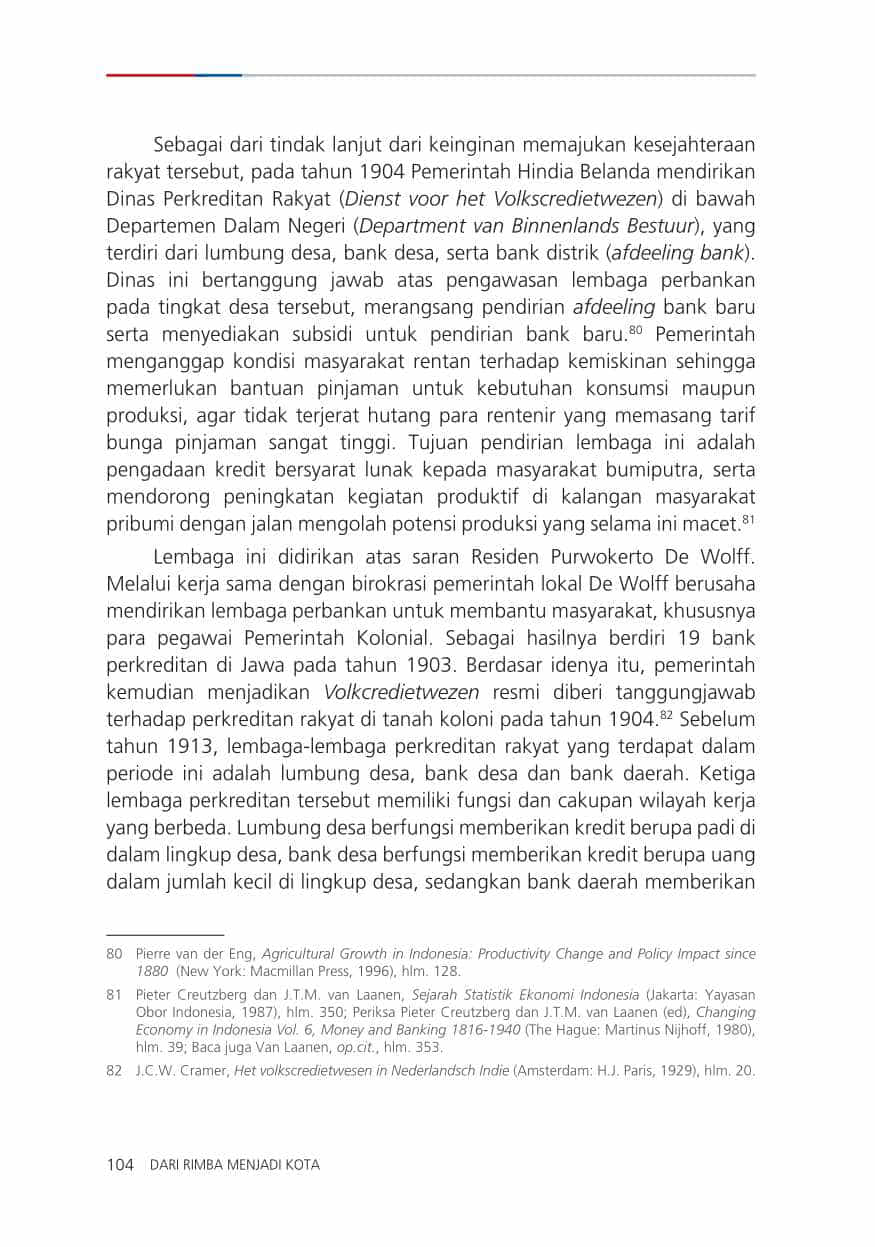 Sebagai dari tindak lanjut dari keinginan memajukan kesejahteraan
rakyat tersebut, pada tahun 1904 Pemerintah Hindia Belanda mendirikan
Dinas Perkreditan Rakyat (Dienst voor het Volkscredietwezen) di bawah
Departemen Dalam Negeri (Department van Binnenlands Bestuur), yang
terdiri dari lumbung desa, bank desa, serta bank distrik (afdeeling bank).
Dinas ini bertanggung jawab atas pengawasan lembaga perbankan
pada tingkat desa tersebut, merangsang pendirian afdeeling bank baru
serta menyediakan subsidi untuk pendirian bank baru.80 Pemerintah
menganggap kondisi masyarakat rentan terhadap kemiskinan sehingga
memerlukan bantuan pinjaman untuk kebutuhan konsumsi maupun
produksi, agar tidak terjerat hutang para rentenir yang memasang tarif
bunga pinjaman sangat tinggi. Tujuan pendirian lembaga ini adalah
pengadaan kredit bersyarat lunak kepada masyarakat bumiputra, serta
mendorong peningkatan kegiatan produktif di kalangan masyarakat
pribumi dengan jalan mengolah potensi produksi yang selama ini macet.81
Lembaga ini didirikan atas saran Residen Purwokerto De Wolff.
Melalui kerja sama dengan birokrasi pemerintah lokal De Wolff berusaha
mendirikan lembaga perbankan untuk membantu masyarakat, khususnya
para pegawai Pemerintah Kolonial. Sebagai hasilnya berdiri 19 bank
perkreditan di Jawa pada tahun 1903. Berdasar idenya itu, pemerintah
kemudian menjadikan Volkcredietwezen resmi diberi tanggungjawab
terhadap perkreditan rakyat di tanah koloni pada tahun 1904.82 Sebelum
tahun 1913, lembaga-lembaga perkreditan rakyat yang terdapat dalam
periode ini adalah lumbung desa, bank desa dan bank daerah. Ketiga
lembaga perkreditan tersebut memiliki fungsi dan cakupan wilayah kerja
yang berbeda. Lumbung desa berfungsi memberikan kredit berupa padi di
dalam lingkup desa, bank desa berfungsi memberikan kredit berupa uang
dalam jumlah kecil di lingkup desa, sedangkan bank daerah memberikan
80 Pierre van der Eng, Agricultural Growth in Indonesia: Productivity Change and Policy Impact since
1880 (New York: Macmillan Press, 1996), hlm. 128.
81 Pieter Creutzberg dan J.T.M. van Laanen, Sejarah Statistik Ekonomi Indonesia (Jakarta: Yayasan
Obor Indonesia, 1987), hlm. 350; Periksa Pieter Creutzberg dan J.T.M. van Laanen (ed), Changing
Economy in Indonesia Vol. 6, Money and Banking 1816-1940 (The Hague: Martinus Nijhoff, 1980),
hlm. 39; Baca juga Van Laanen, op.cit., hlm. 353.
82 J.C.W. Cramer, Het volkscredietwesen in Nederlandsch Indie (Amsterdam: H.J. Paris, 1929), hlm. 20.
104 DARI RIMBA MENJADI KOTA